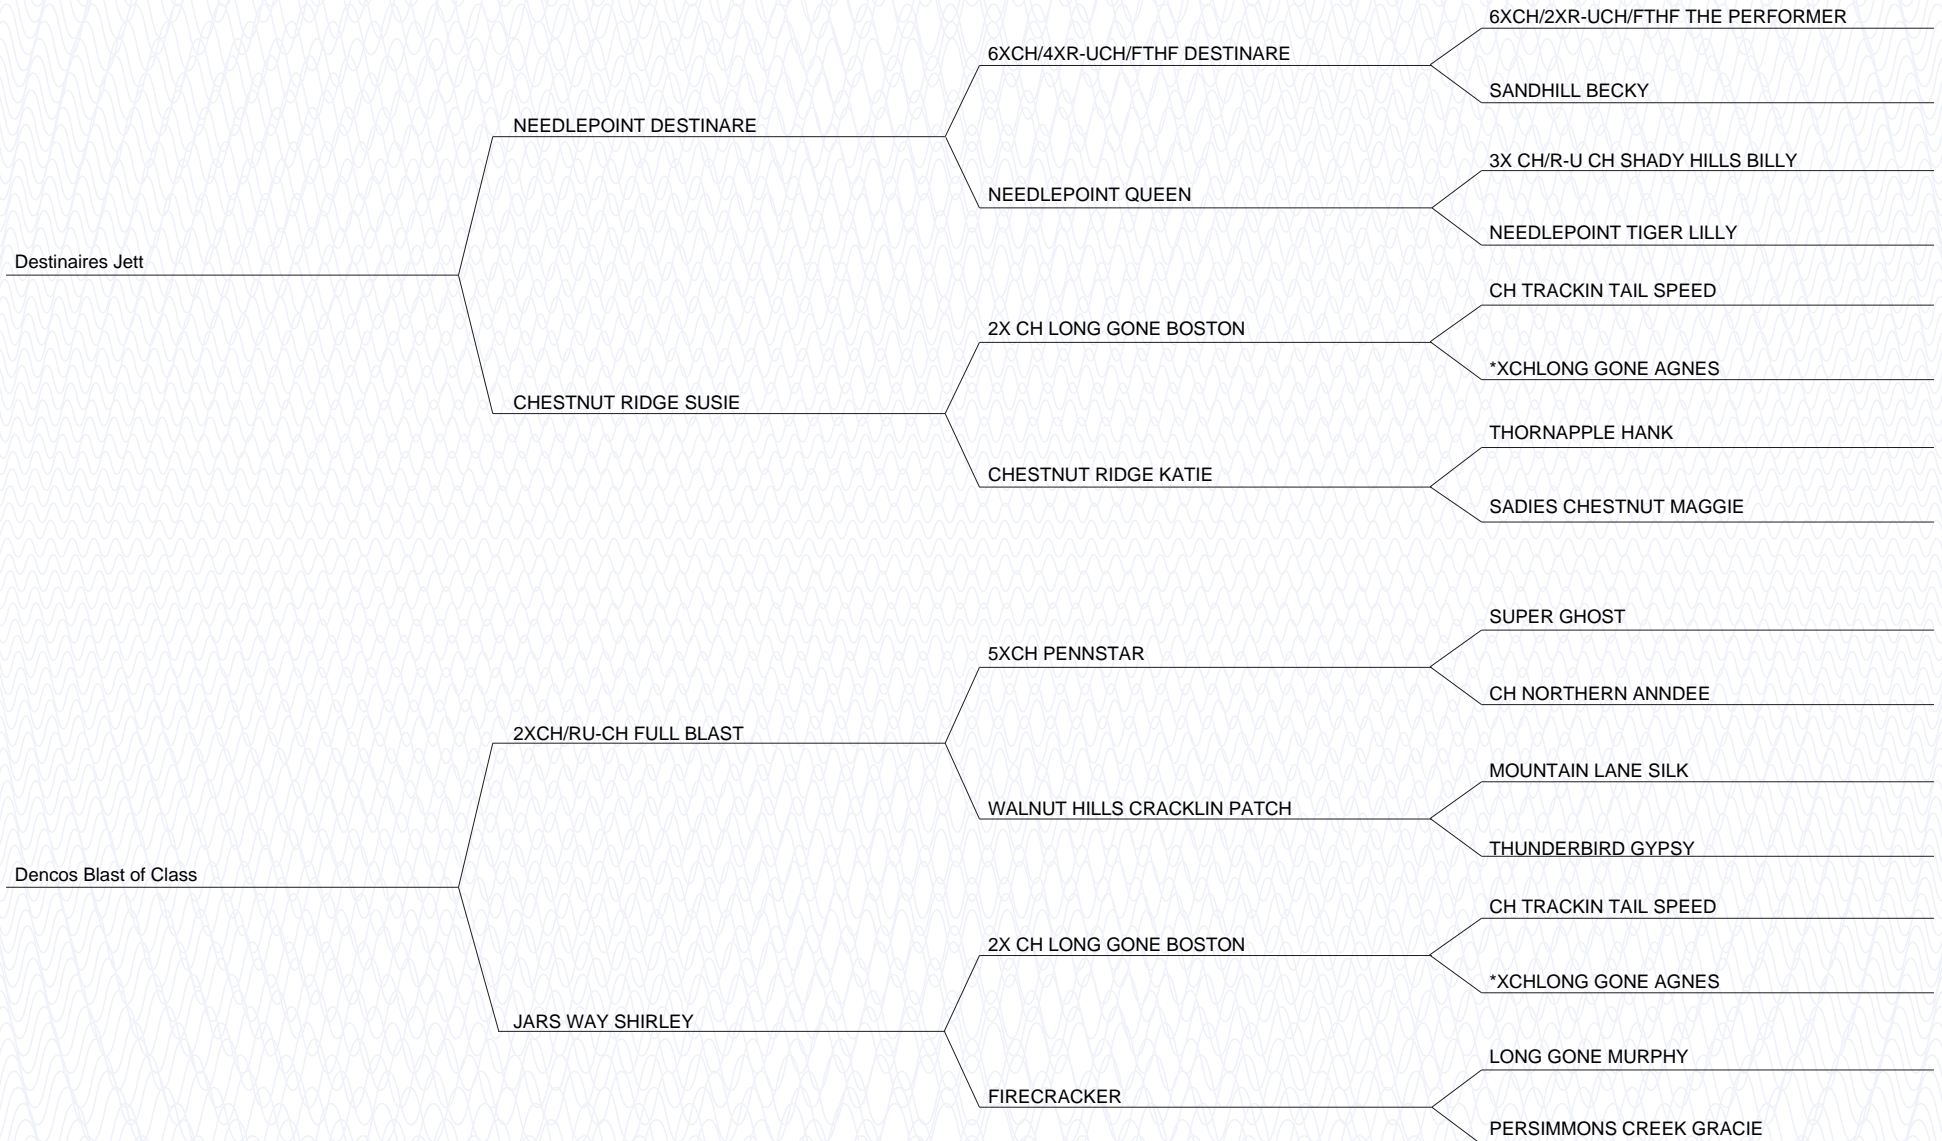 6XCH/2XR-UCH/FTHF THE PERFORMER
6XCH/4XR-UCH/FTHF DESTINARE
SANDHILL BECKY
NEEDLEPOINT DESTINARE
3X CH/R-U CH SHADY HILLS BILLY
NEEDLEPOINT QUEEN
NEEDLEPOINT TIGER LILLY
Destinaires Jett
CH TRACKIN TAIL SPEED
2X CH LONG GONE BOSTON
*XCHLONG GONE AGNES
CHESTNUT RIDGE SUSIE
THORNAPPLE HANK
CHESTNUT RIDGE KATIE
SADIES CHESTNUT MAGGIE
SUPER GHOST
5XCH PENNSTAR
CH NORTHERN ANNDEE
2XCH/RU-CH FULL BLAST
MOUNTAIN LANE SILK
WALNUT HILLS CRACKLIN PATCH
THUNDERBIRD GYPSY
Dencos Blast of Class
CH TRACKIN TAIL SPEED
2X CH LONG GONE BOSTON
*XCHLONG GONE AGNES
JARS WAY SHIRLEY
LONG GONE MURPHY
FIRECRACKER
PERSIMMONS CREEK GRACIE